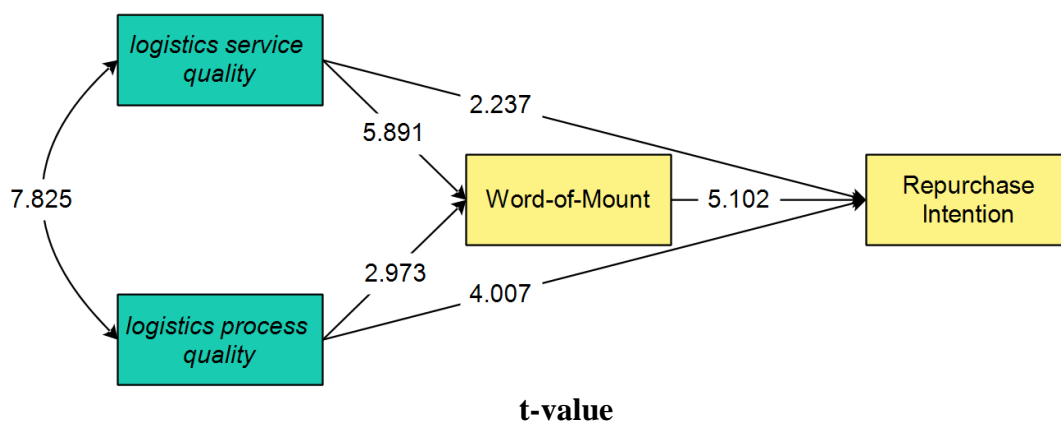 logistics service
quality
2.237
5.891
7.825
Word-of-Mount
5.102
Repurchase
Intention
2.973
4.007
logistics process
quality
t-value